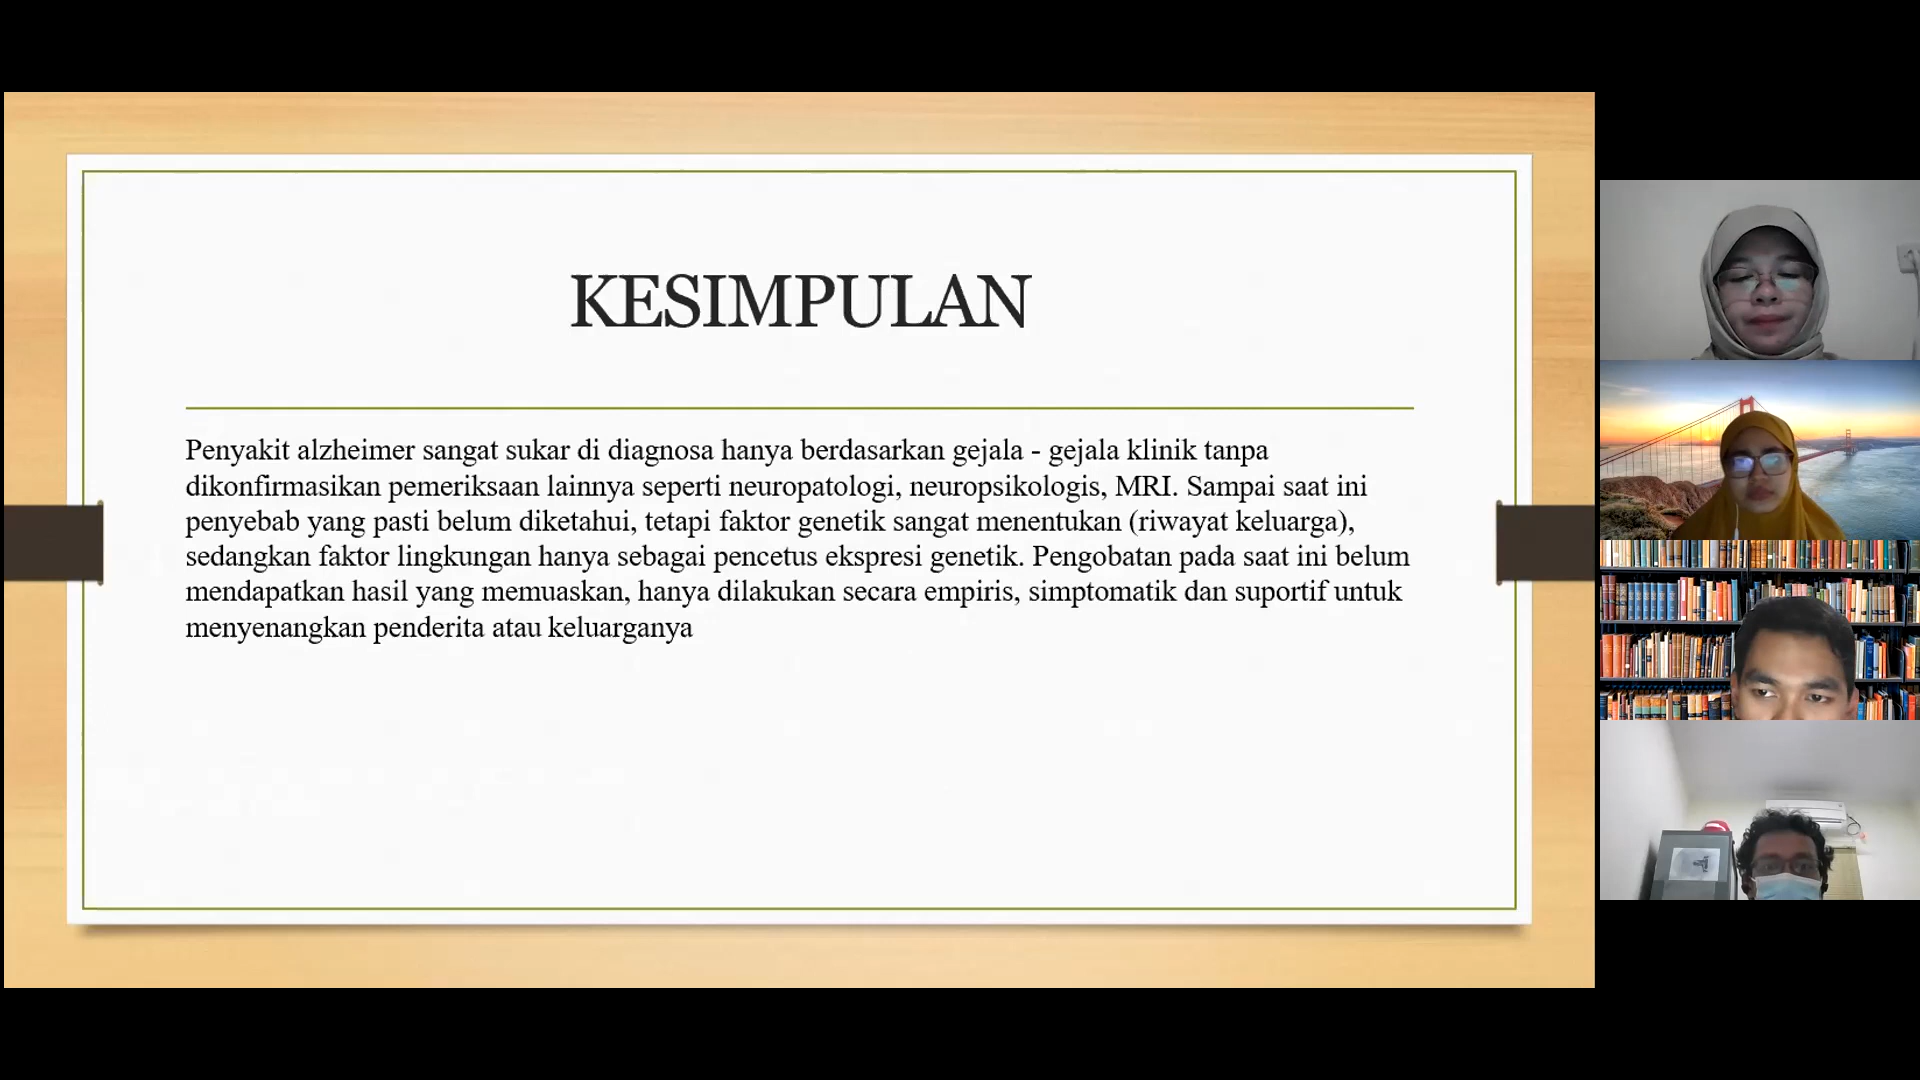 KESIMPULAN
Penyakit alzheimer sangat sukar di diagnosa hanya berdasarkan gejala - gejala klinik tanpa
dikonfirmasikan pemeriksaan lainnya seperti neuropatologi, neuropsikologis, MRI. Sampai saat ini
penyebab yang pasti belum diketahui, tetapi faktor genetik sangat menentukan (riwayat keluarga),
sedangkan faktor lingkungan hanya sebagai pencetus ekspresi genetik. Pengobatan pada saat ini belum
mendapatkan hasil yang memuaskan, hanya dilakukan secara empiris, simptomatik dan suportif untuk
menyenangkan penderita atau keluarganya